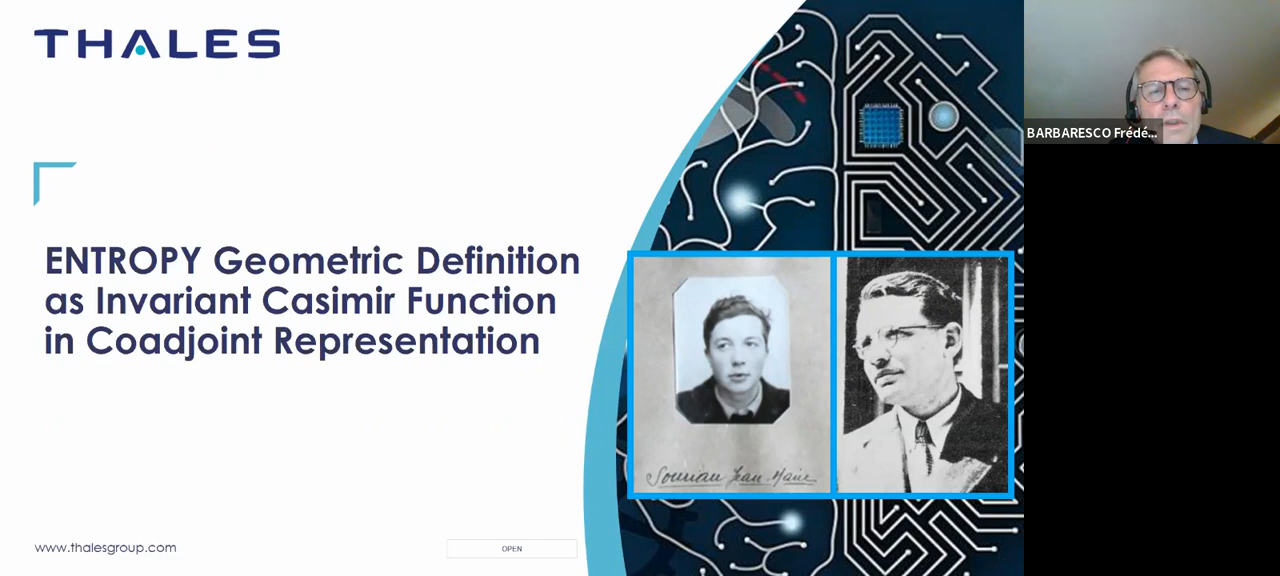 THALES
BARBARESCO Frédé...
ENTROPY Geometric Definition
as Invariant Casimir Function
in Coadjoint Representation
Souriau Jean-Marie
www.thalesgroup.com
OPEN